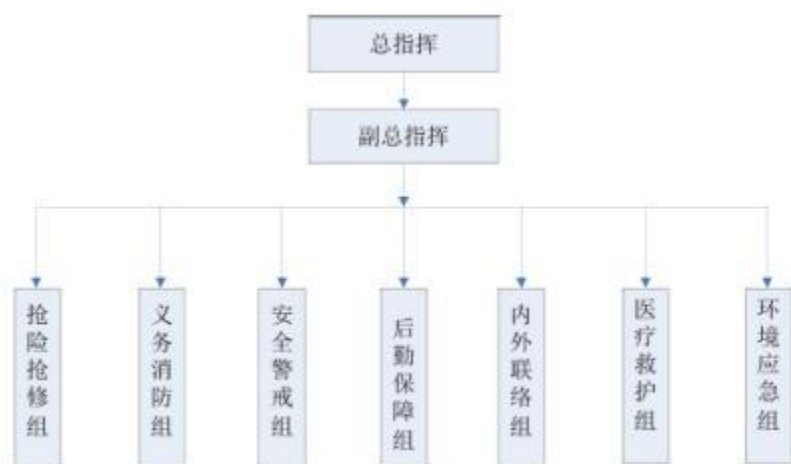 总指挥
副总指挥
抢险抢修组
义务消防组
安全警戒组
后勤保障组
内外联络组
医疗救护组
环境应急组